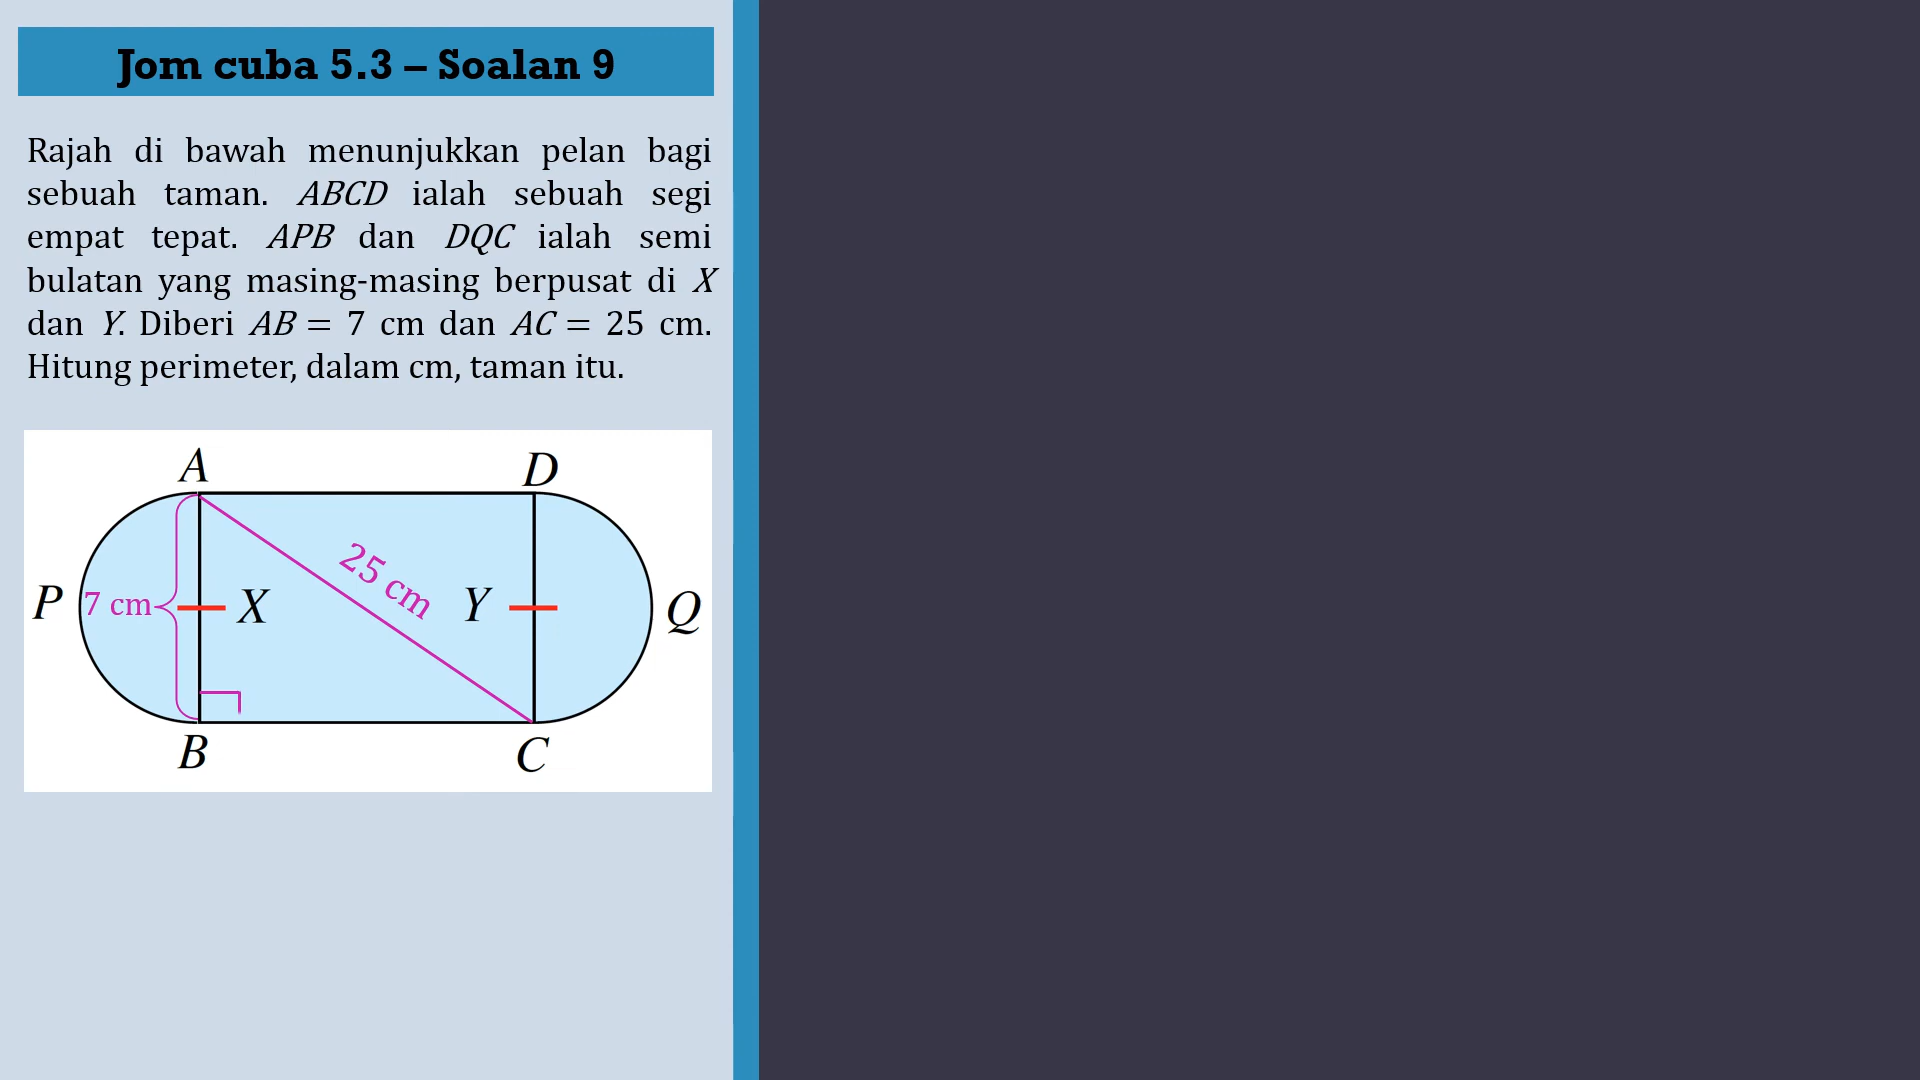 Jom cuba 5.3 – Soalan 9
Rajah di bawah menunjukkan pelan bagi
sebuah taman. ABCD ialah sebuah segi
empat tepat. APB dan DQC ialah semi
bulatan yang masing-masing berpusat di X
dan Y. Diberi AB = 7 cm dan AC = 25 cm.
Hitung perimeter, dalam cm, taman itu.
A
D
25 cm
P
7 cm
X
Y
Q
B
C